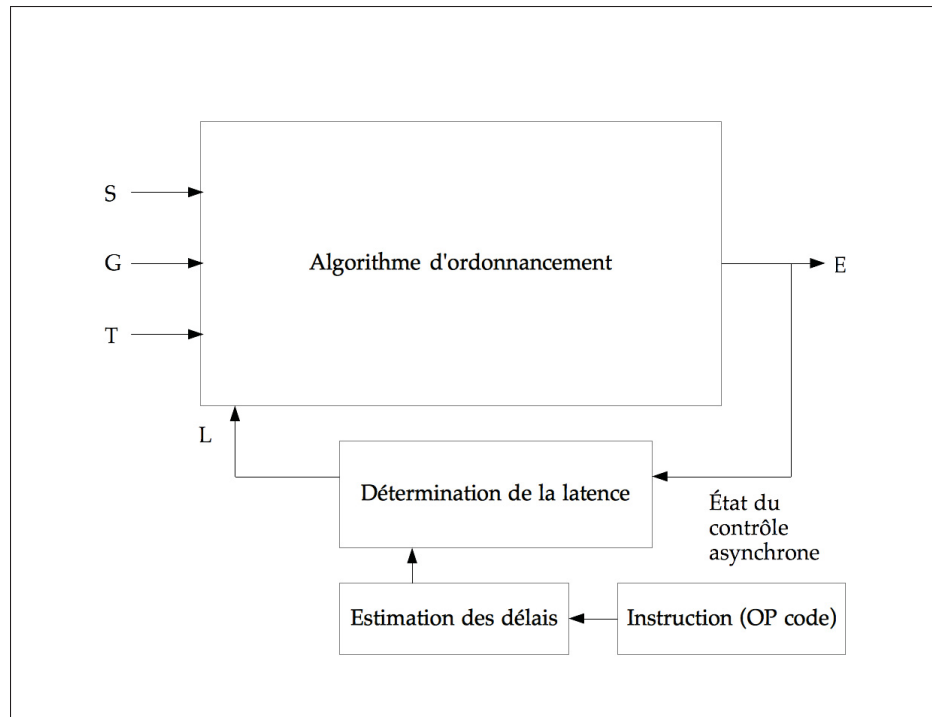 S
G
Algorithme d'ordonnancement
E
T
L
Détermination de la latence
État du
contrôle
asynchrone
Estimation des délais
Instruction (OP code)